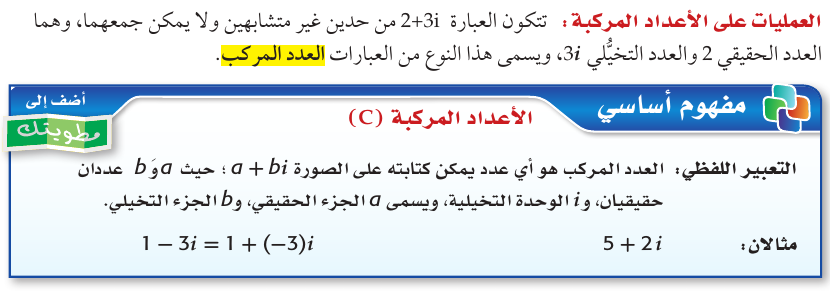 العمليات على الأعداد المركبة: تتكون العبارة 2+3i من حدين غير متشابهين ولا يمكن جمعهما، وهما
العدد الحقيقي 2 والعدد التخيُّلي 3i، ويسمى هذا النوع من العبارات العدد المركب.
مفهوم أساسي
الأعداد المركبة (C)
أضف إلى
مطويتك
التعبير اللفظي: العدد المركب هو أي عدد يمكن كتابته على الصورة a + bi ؛ حيث a وَ b عددان
حقيقيان، و i الوحدة التخيلية، ويسمى a الجزء الحقيقي، و b الجزء التخيلي.
مثالان: 5 + 2i 1 − 3i = 1 + (−3)i